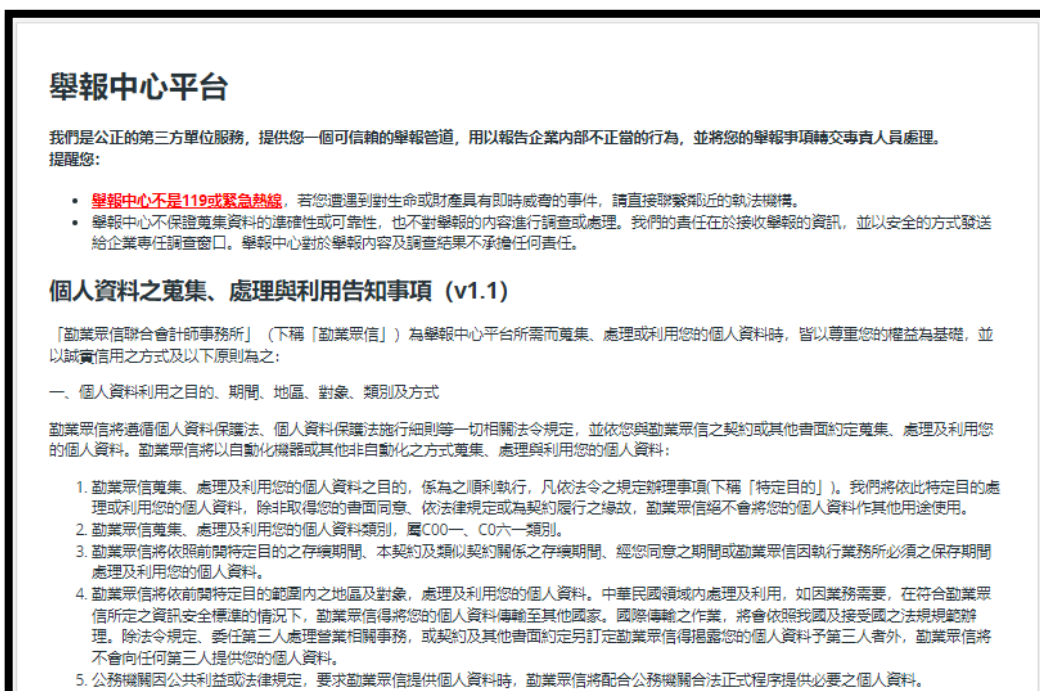 舉報中心平台
我們是公正的第三方單位服務，提供您一個可信賴的舉報管道，用以報告企業內部不正當的行為，並將您的舉報事項轉交專責人員處理。
提醒您：
• 舉報中心不是119或緊急熱線，若您遭遇到對生命或財產具有即時威脅的事件，請直接聯繫鄰近的執法機構。
• 舉報中心不保證蒐集資料的準確性或可靠性，也不對舉報的內容進行調查或處理。我們的責任在於接收舉報的資訊，並以安全的方式發送
給企業專任調查窗口。舉報中心對於舉報內容及調查結果不承擔任何責任。
個人資料之蒐集、處理與利用告知事項（v1.1）
「勤業眾信聯合會計師事務所」（下稱「勤業眾信」）為舉報中心平台所需而蒐集、處理或利用您的個人資料時，皆以尊重您的權益為基礎，並
以誠實信用之方式及以下原則為之：
一、個人資料利用之目的、期間、地區、對象、類別及方式
勤業眾信將遵循個人資料保護法、個人資料保護法施行細則等一切相關法令規定，並依您與勤業眾信之契約或其他書面約定蒐集、處理及利用您
的個人資料。勤業眾信將以自動化機器或其他非自動化之方式蒐集、處理與利用您的個人資料：
1. 勤業眾信蒐集、處理及利用您的個人資料之目的，係為之順利執行，凡依法令之規定辦理事項(下稱「特定目的」)。我們將依此特定目的處
理或利用您的個人資料，除非取得您的書面同意、依法律規定或為契約履行之緣故，勤業眾信絕不會將您的個人資料作其他用途使用。
2. 勤業眾信蒐集、處理及利用您的個人資料類別，屬C00一、C0六一類別。
3. 勤業眾信將依照前開特定目的之存續期間、本契約及類似契約關係之存續期間、經您同意之期間或勤業眾信因執行業務所必須之保存期間
處理及利用您的個人資料。
4. 勤業眾信將依前開特定目的的範圍內之地區及對象，處理及利用您的個人資料。中華民國領域內處理及利用，如因業務需要，在符合勤業眾
信所定之資訊安全標準的情況下，勤業眾信得將您的個人資料傳輸至其他國家。國際傳輸之作業，將會依照我國及接受國之法規規範辦
理。除法令規定、委任第三人處理營業相關事務，或契約及其他書面約定另訂定勤業眾信得揭露您的個人資料予第三人者外，勤業眾信將
不會向任何第三人提供您的個人資料。
5. 公務機關因公共利益或法律規定，要求勤業眾信提供個人資料時，勤業眾信將配合公務機關合法正式程序提供必要之個人資料。